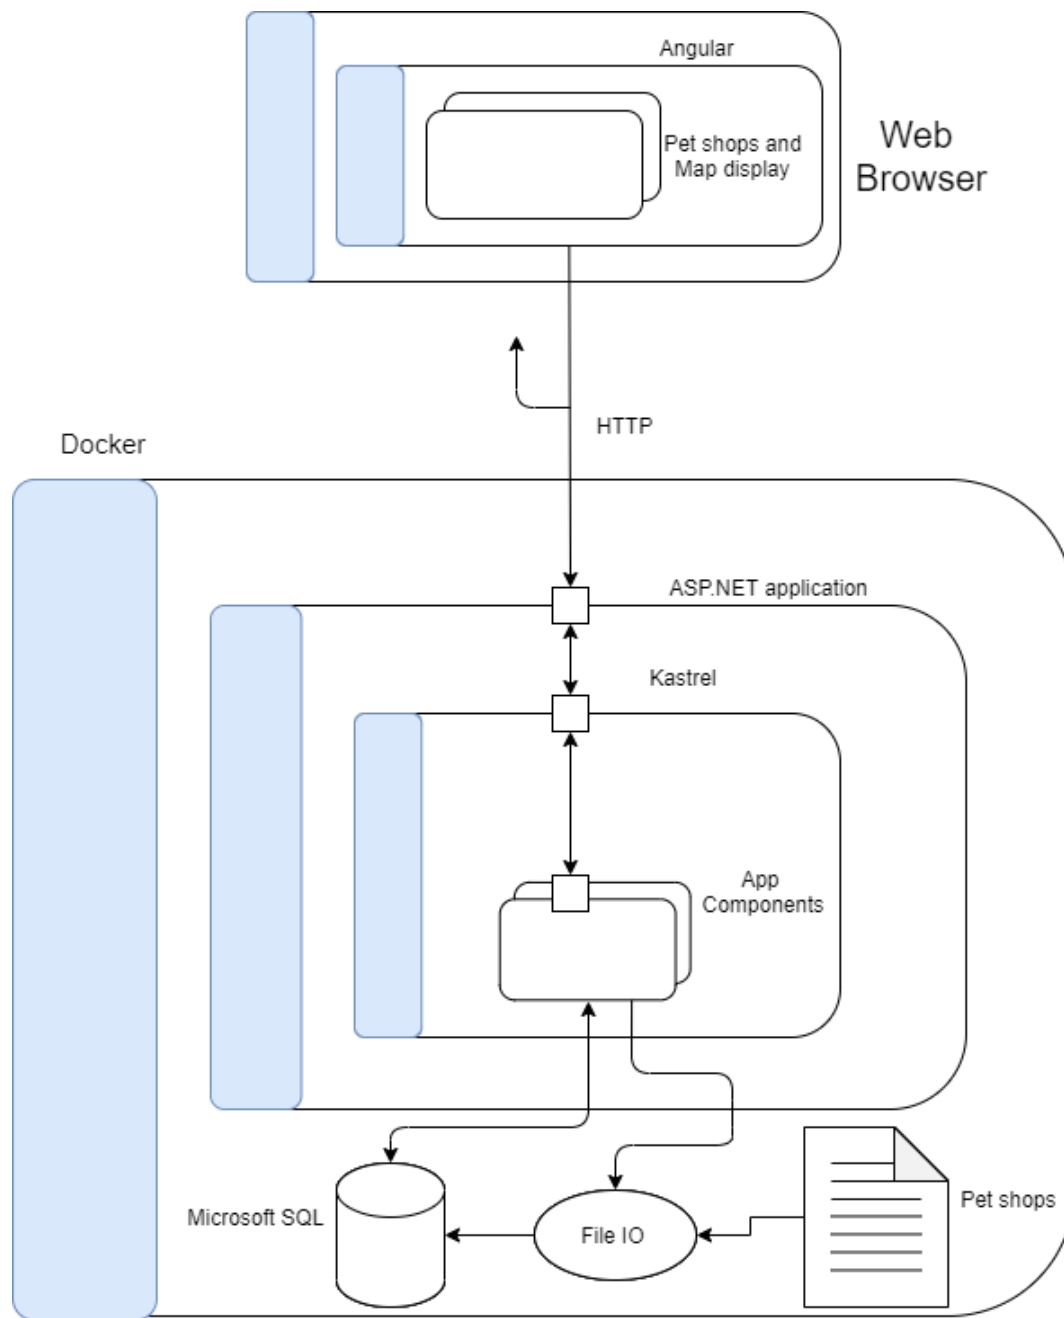 Angular
Pet shops and
Map display
Web
Browser
HTTP
Docker
ASP.NET application
Kastrel
App
Components
Microsoft SQL
File IO
Pet shops